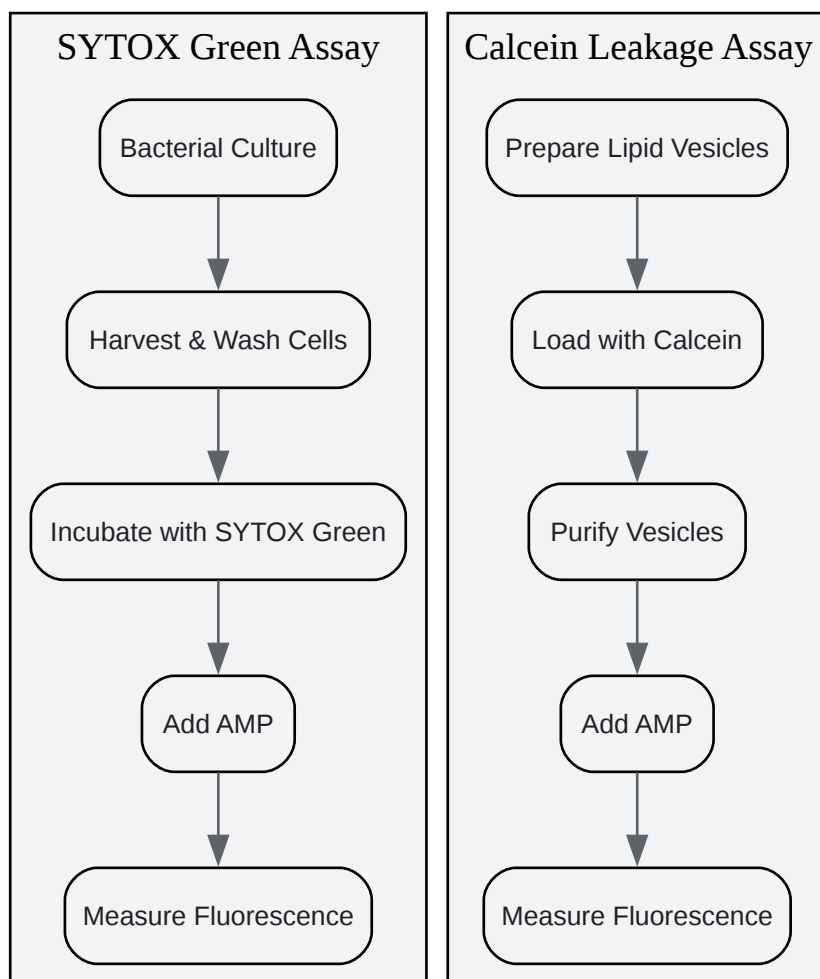 SYTOX Green Assay
Bacterial Culture
Harvest & Wash Cells
Incubate with SYTOX Green
Add AMP
Measure Fluorescence
Calcein Leakage Assay
Prepare Lipid Vesicles
Load with Calcein
Purify Vesicles
Add AMP
Measure Fluorescence